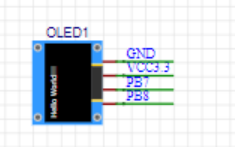 OLED1
GND
VCC3.3
PB7
PB8
Hello World